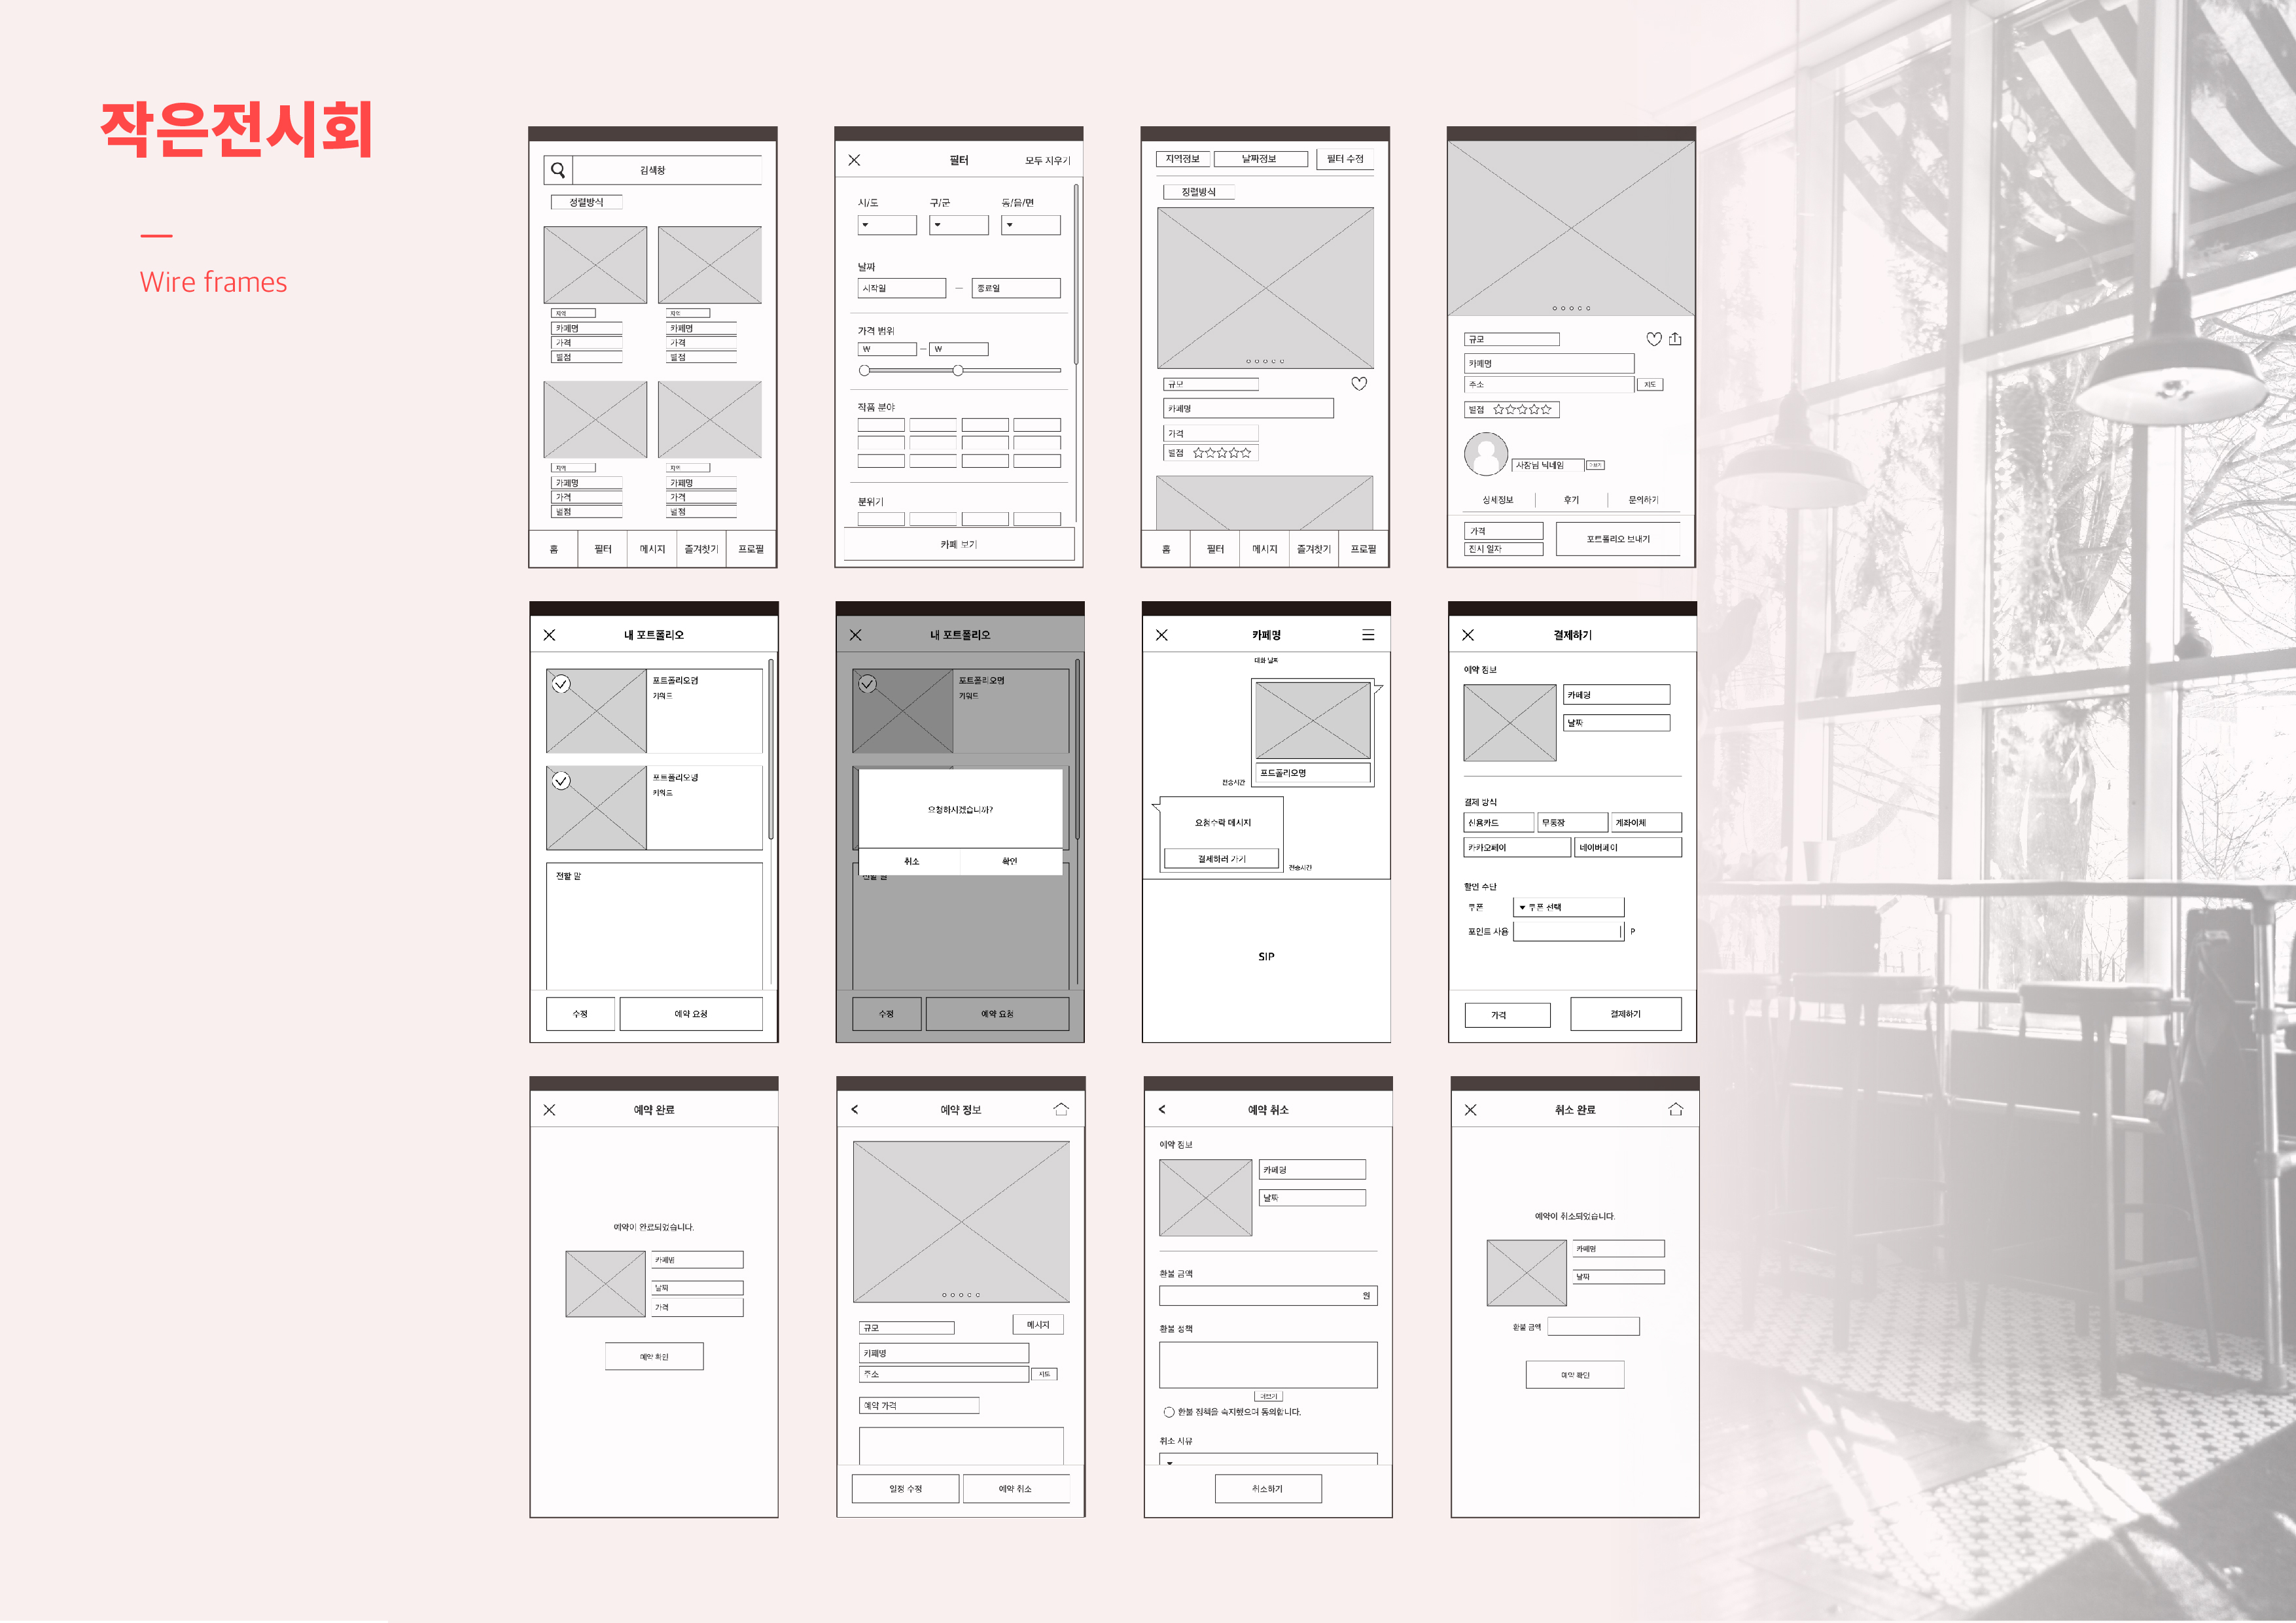 작은전시회
Wire frames
검색창
정렬방식
지역
지역
카페명
카페명
가격
가격
별점
별점
지역
지역
카페명
카페명
가격
가격
별점
별점
홈 필터 메시지 즐겨찾기 프로필
필터 모두 지우기
시/도 구/군 동/읍/면
날짜
시작일 – 종료일
가격 범위
₩ – ₩
작품 분야
분위기
카페 보기
지역정보 날짜정보 필터 수정
정렬방식
규모
카페명
가격
별점
홈 필터 메시지 즐겨찾기 프로필
규모
카페명
주소 지도
별점
사장님 닉네임
상세정보 후기 문의하기
가격
전시 일자
포트폴리오 보내기
내 포트폴리오
포트폴리오명
키워드
포트폴리오명
키워드
전할 말
수정 예약 요청
내 포트폴리오
포트폴리오명
키워드
요청하시겠습니까?
취소 확인
전할 말
수정 예약 요청
카페명
대화 날짜
포트폴리오명
전송시간
요청수락 메시지
결제하러 가기
전송시간
SIP
결제하기
예약 정보
카페명
날짜
결제 방식
신용카드 무통장 계좌이체
카카오페이 네이버페이
할인 수단
쿠폰 쿠폰 선택
포인트 사용 P
가격 결제하기
예약 완료
예약이 완료되었습니다.
카페명
날짜
가격
예약 확인
예약 정보
규모 메시지
카페명
주소 지도
예약 가격
일정 수정 예약 취소
예약 취소
예약 정보
카페명
날짜
환불 금액
원
환불 정책
더보기
환불 정책을 숙지했으며 동의합니다.
취소 사유
취소하기
취소 완료
예약이 취소되었습니다.
카페명
날짜
환불 금액
예약 확인